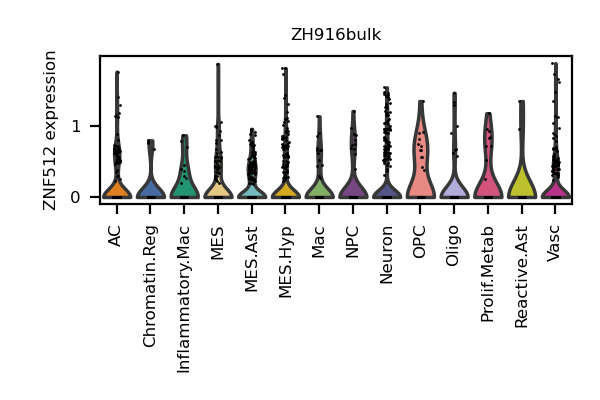 ZH916bulk
ZNF512 expression
1
0
AC
Chromatin.Reg
Inflammatory.Mac
MES
MES.Ast
MES.Hyp
Mac
NPC
Neuron
OPC
Oligo
Prolif.Metab
Reactive.Ast
Vasc